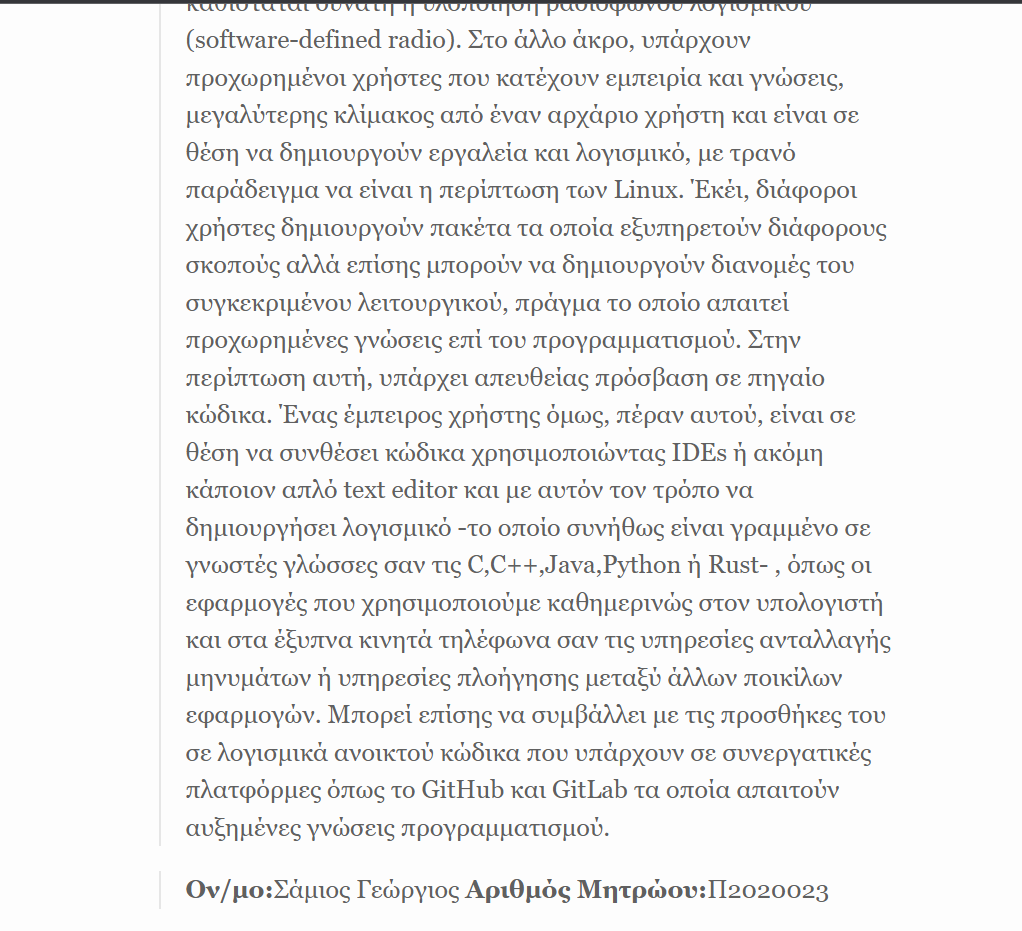 καθίσταται δυνατή η υλοποίηση ραδιοφώνου λογισμικού
(software-defined radio). Στο άλλο άκρο, υπάρχουν
προχωρημένοι χρήστες που κατέχουν εμπειρία και γνώσεις,
μεγαλύτερης κλίμακος από έναν αρχάριο χρήστη και είναι σε
θέση να δημιουργούν εργαλεία και λογισμικό, με τρανό
παράδειγμα να είναι η περίπτωση των Linux. Έκέι, διάφοροι
χρήστες δημιουργούν πακέτα τα οποία εξυπηρετούν διάφορους
σκοπούς αλλά επίσης μπορούν να δημιουργούν διανομές του
συγκεκριμένου λειτουργικού, πράγμα το οποίο απαιτεί
προχωρημένες γνώσεις επί του προγραμματισμού. Στην
περίπτωση αυτή, υπάρχει απευθείας πρόσβαση σε πηγαίο
κώδικα. Ένας έμπειρος χρήστης όμως, πέραν αυτού, είναι σε
θέση να συνθέσει κώδικα χρησιμοποιώντας IDEs ή ακόμη
κάποιον απλό text editor και με αυτόν τον τρόπο να
δημιουργήσει λογισμικό -το οποίο συνήθως είναι γραμμένο σε
γνωστές γλώσσες σαν τις C,C++,Java,Python ή Rust- , όπως οι
εφαρμογές που χρησιμοποιούμε καθημερινώς στον υπολογιστή
και στα έξυπνα κινητά τηλέφωνα σαν τις υπηρεσίες ανταλλαγής
μηνυμάτων ή υπηρεσίες πλοήγησης μεταξύ άλλων ποικίλων
εφαρμογών. Μπορεί επίσης να συμβάλλει με τις προσθήκες του
σε λογισμικά ανοικτού κώδικα που υπάρχουν σε συνεργατικές
πλατφόρμες όπως το GitHub και GitLab τα οποία απαιτούν
αυξημένες γνώσεις προγραμματισμού.
Ον/μο:Σάμιος Γεώργιος Αριθμός Μητρώου:Π2020023